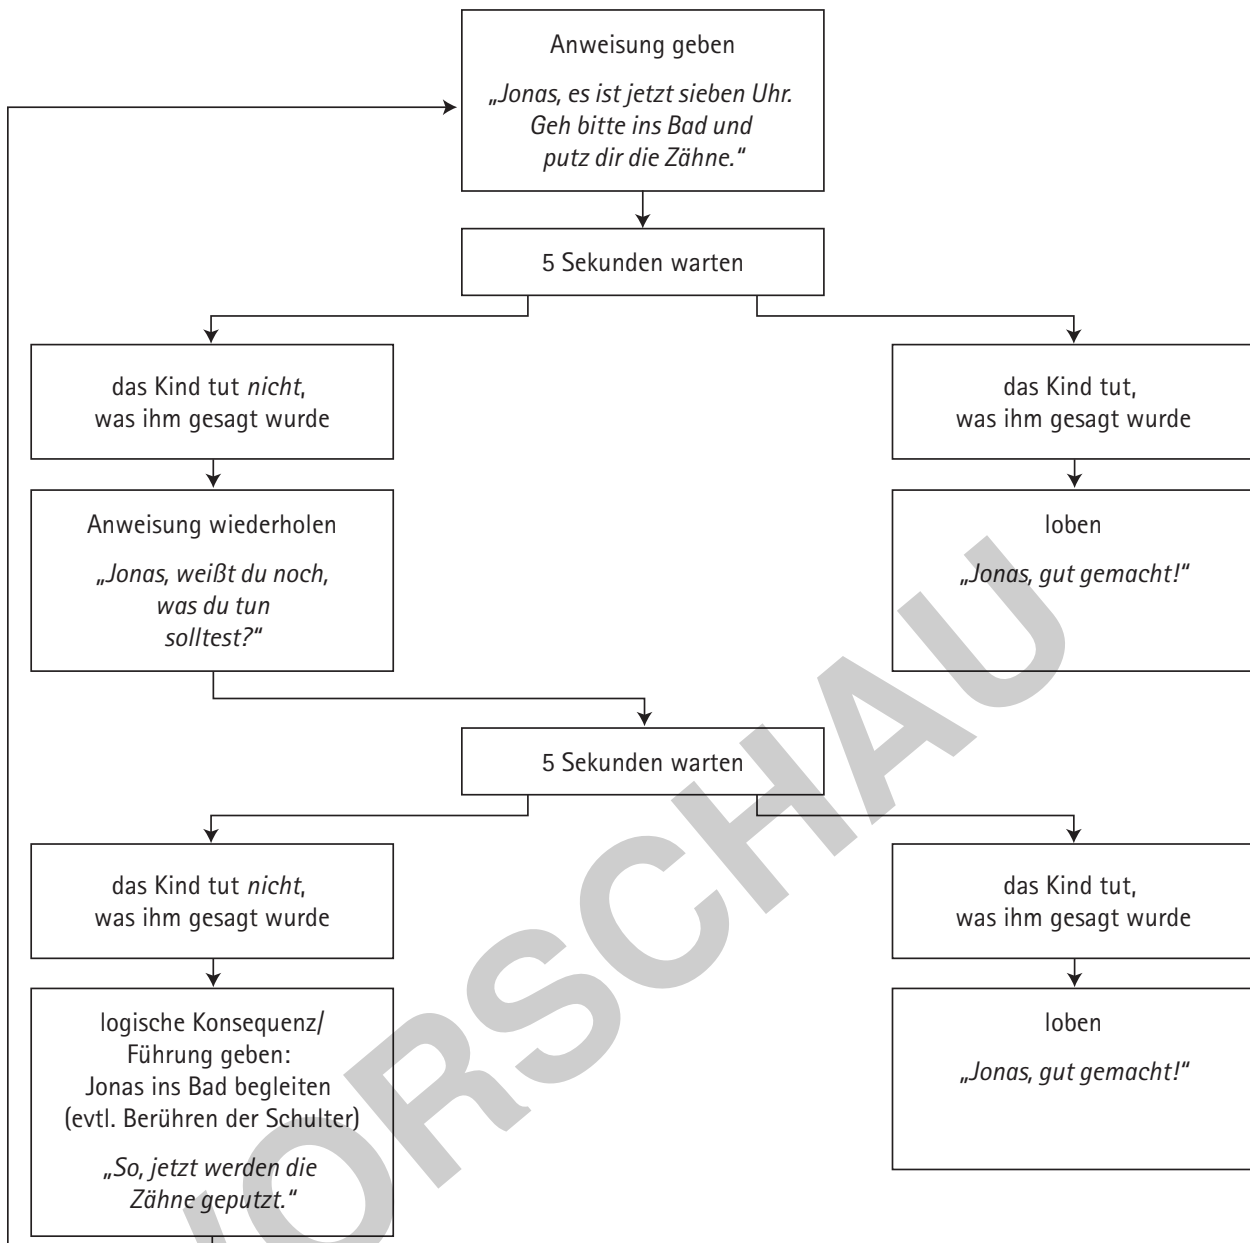 Anweisung geben
„Jonas, es ist jetzt sieben Uhr.
Geh bitte ins Bad und
putz dir die Zähne.“
5 Sekunden warten
das Kind tut nicht,
was ihm gesagt wurde
das Kind tut,
was ihm gesagt wurde
Anweisung wiederholen
„Jonas, weißt du noch,
was du tun
solltest?“
loben
„Jonas, gut gemacht!“
5 Sekunden warten
das Kind tut nicht,
was ihm gesagt wurde
das Kind tut,
was ihm gesagt wurde
logische Konsequenz/
Führung geben:
Jonas ins Bad begleiten
(evtl. Berühren der Schulter)
„So, jetzt werden die
Zähne geputzt.“
loben
„Jonas, gut gemacht!“
VORSCHAU